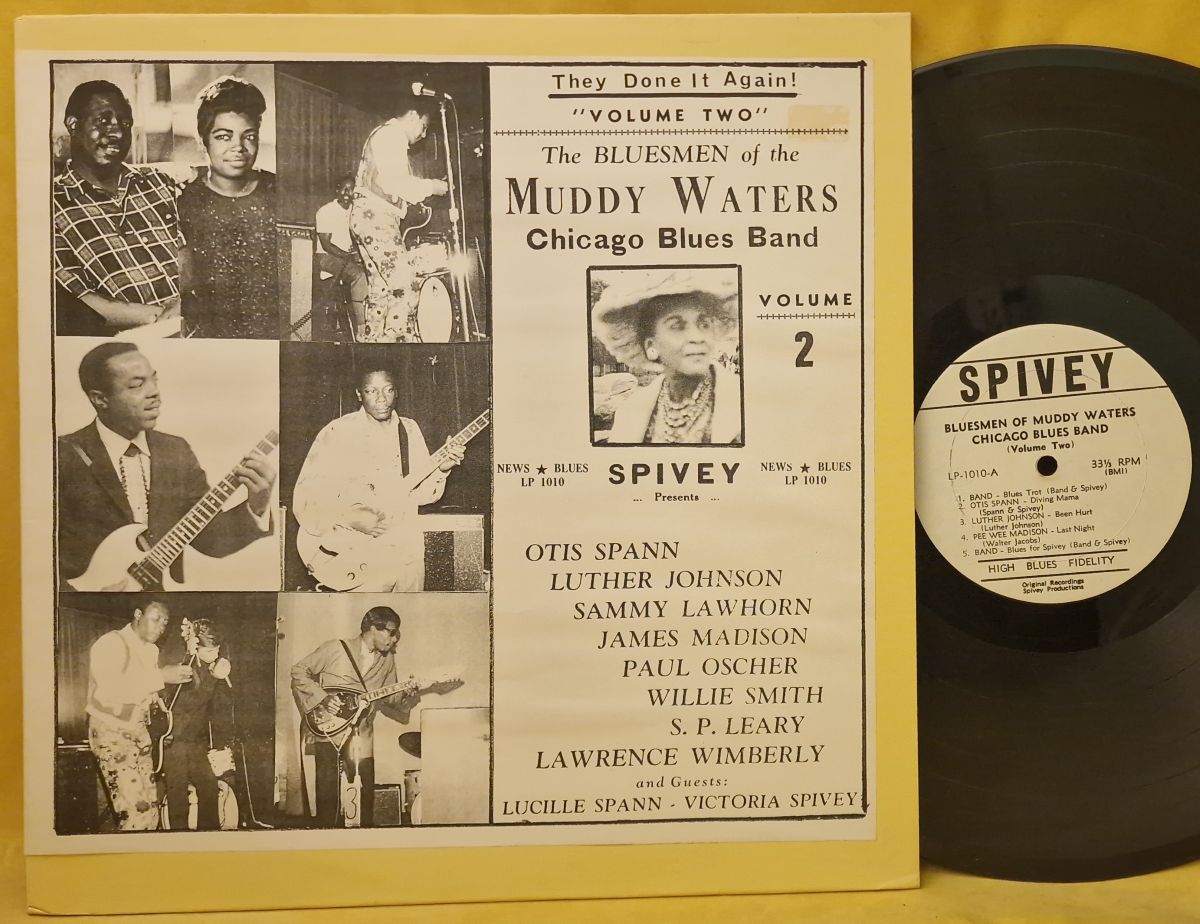 They Done It Again!
"VOLUME TWO"
The BLUESMEN of the
MUDDY WATERS
Chicago Blues Band
VOLUME
2
NEWS ★ BLUES
LP 1010
SPIVEY
... Presents ...
NEWS ★ BLUES
LP 1010
OTIS SPANN
LUTHER JOHNSON
SAMMY LAWHORN
JAMES MADISON
PAUL OSCHER
WILLIE SMITH
S. P. LEARY
LAWRENCE WIMBERLY
and Guests:
LUCILLE SPANN - VICTORIA SPIVEY
3
SPIVEY
BLUESMEN OF MUDDY WATERS
CHICAGO BLUES BAND
(Volume Two)
LP-1010-A
33⅓ RPM
(BMI)
1. BAND - Blues Trot (Band & Spivey)
2. OTIS SPANN - Diving Mama
(Spann & Spivey)
3. LUTHER JOHNSON - Been Hurt
(Luther Johnson)
4. PEE WEE MADISON - Last Night
(Walter Jacobs)
5. BAND - Blues for Spivey (Band & Spivey)
HIGH BLUES FIDELITY
Original Recordings
Spivey Productions